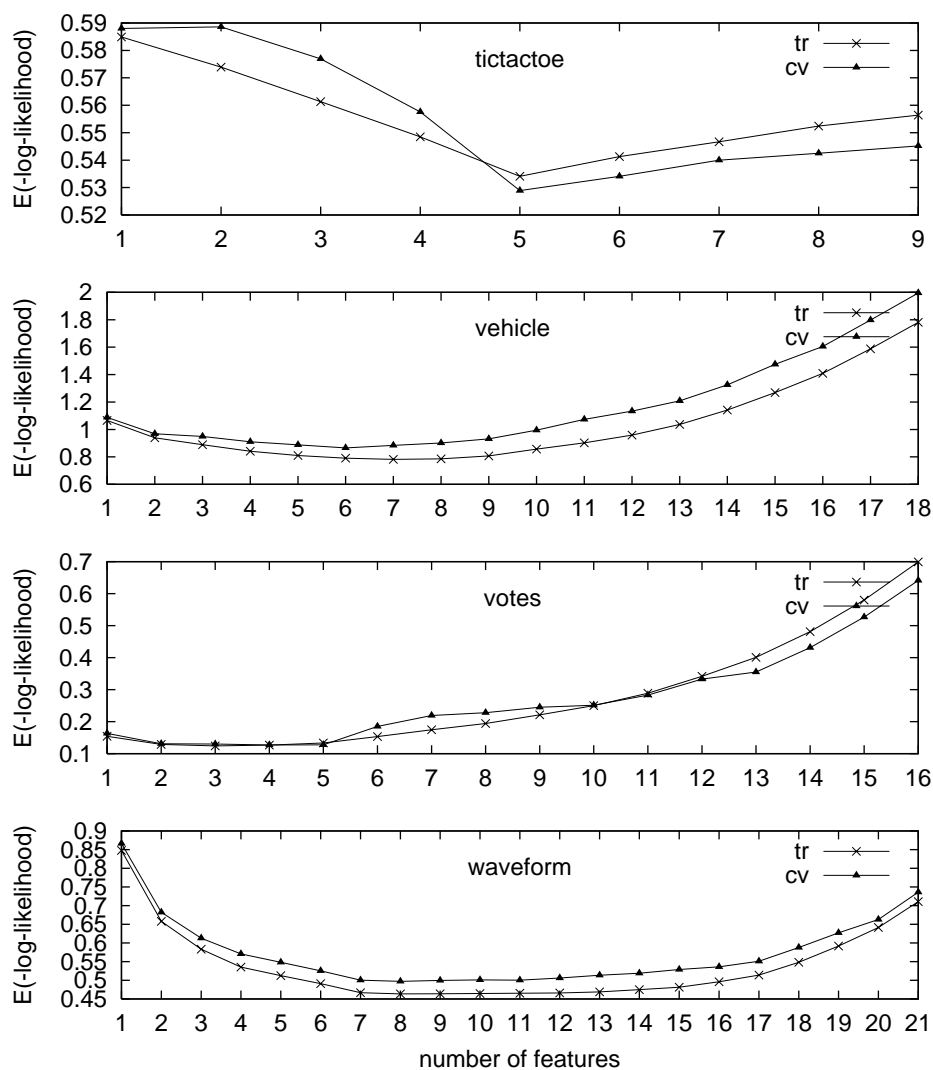 0.59
0.58
0.57
0.56
0.55
0.54
0.53
0.52
E(-log-likelihood)
tictactoe
tr
cv
1 2 3 4 5 6 7 8 9
2
1.8
1.6
1.4
1.2
1
0.8
0.6
E(-log-likelihood)
vehicle
tr
cv
1 2 3 4 5 6 7 8 9 10 11 12 13 14 15 16 17 18
0.7
0.6
0.5
0.4
0.3
0.2
0.1
E(-log-likelihood)
votes
tr
cv
1 2 3 4 5 6 7 8 9 10 11 12 13 14 15 16
0.9
0.85
0.8
0.75
0.7
0.65
0.6
0.55
0.5
0.45
E(-log-likelihood)
waveform
tr
cv
1 2 3 4 5 6 7 8 9 10 11 12 13 14 15 16 17 18 19 20 21
number of features